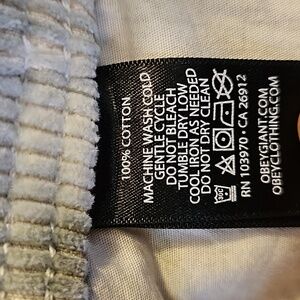 100% COTTON
MACHINE WASH COLD
GENTLE CYCLE
DO NOT BLEACH
TUMBLE DRY LOW
COOL IRON IF NEEDED
DO NOT DRY CLEAN
RN 103970 • CA 26912
OBEYGIANT.COM
OBEYCLOTHING.COM